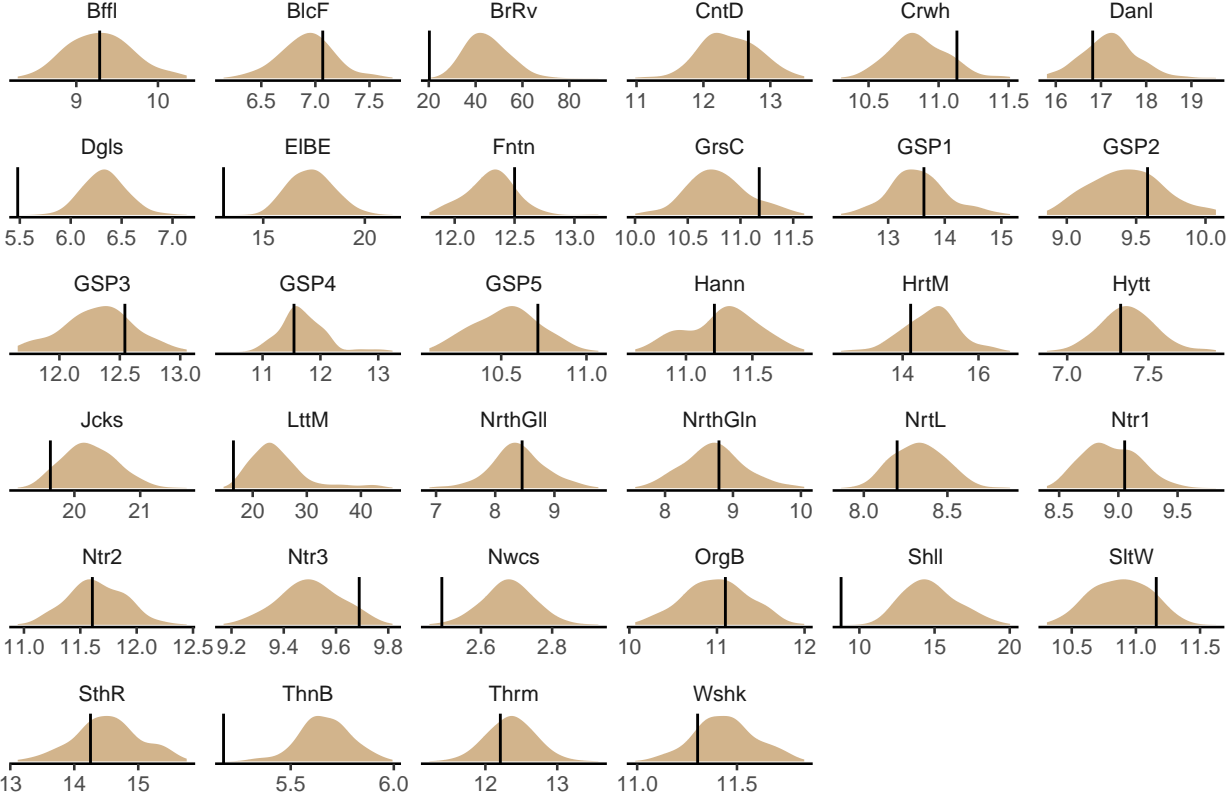 Bffl BlcF BrRv CntD Crwh Danl
9 10 6.5 7.0 7.5 20 40 60 80 11 12 13 10.5 11.0 11.5 16 17 18 19
Dgls ElBE Fntn GrsC GSP1 GSP2
5.5 6.0 6.5 7.0 15 20 12.0 12.5 13.0 10.0 10.5 11.0 11.5 13 14 15 9.0 9.5 10.0
GSP3 GSP4 GSP5 Hann HrtM Hytt
12.0 12.5 13.0 11 12 13 10.5 11.0 11.0 11.5 14 16 7.0 7.5
Jcks LttM NrthGll NrthGln NrtL Ntr1
20 21 20 30 40 7 8 9 8 9 10 8.0 8.5 8.5 9.0 9.5
Ntr2 Ntr3 Nwcs OrgB Shll SltW
11.0 11.5 12.0 12.5 9.2 9.4 9.6 9.8 2.6 2.8 10 11 12 10 15 20 10.5 11.0 11.5
SthR ThnB Thrm Wshk
13 14 15 5.5 6.0 12 13 11.0 11.5